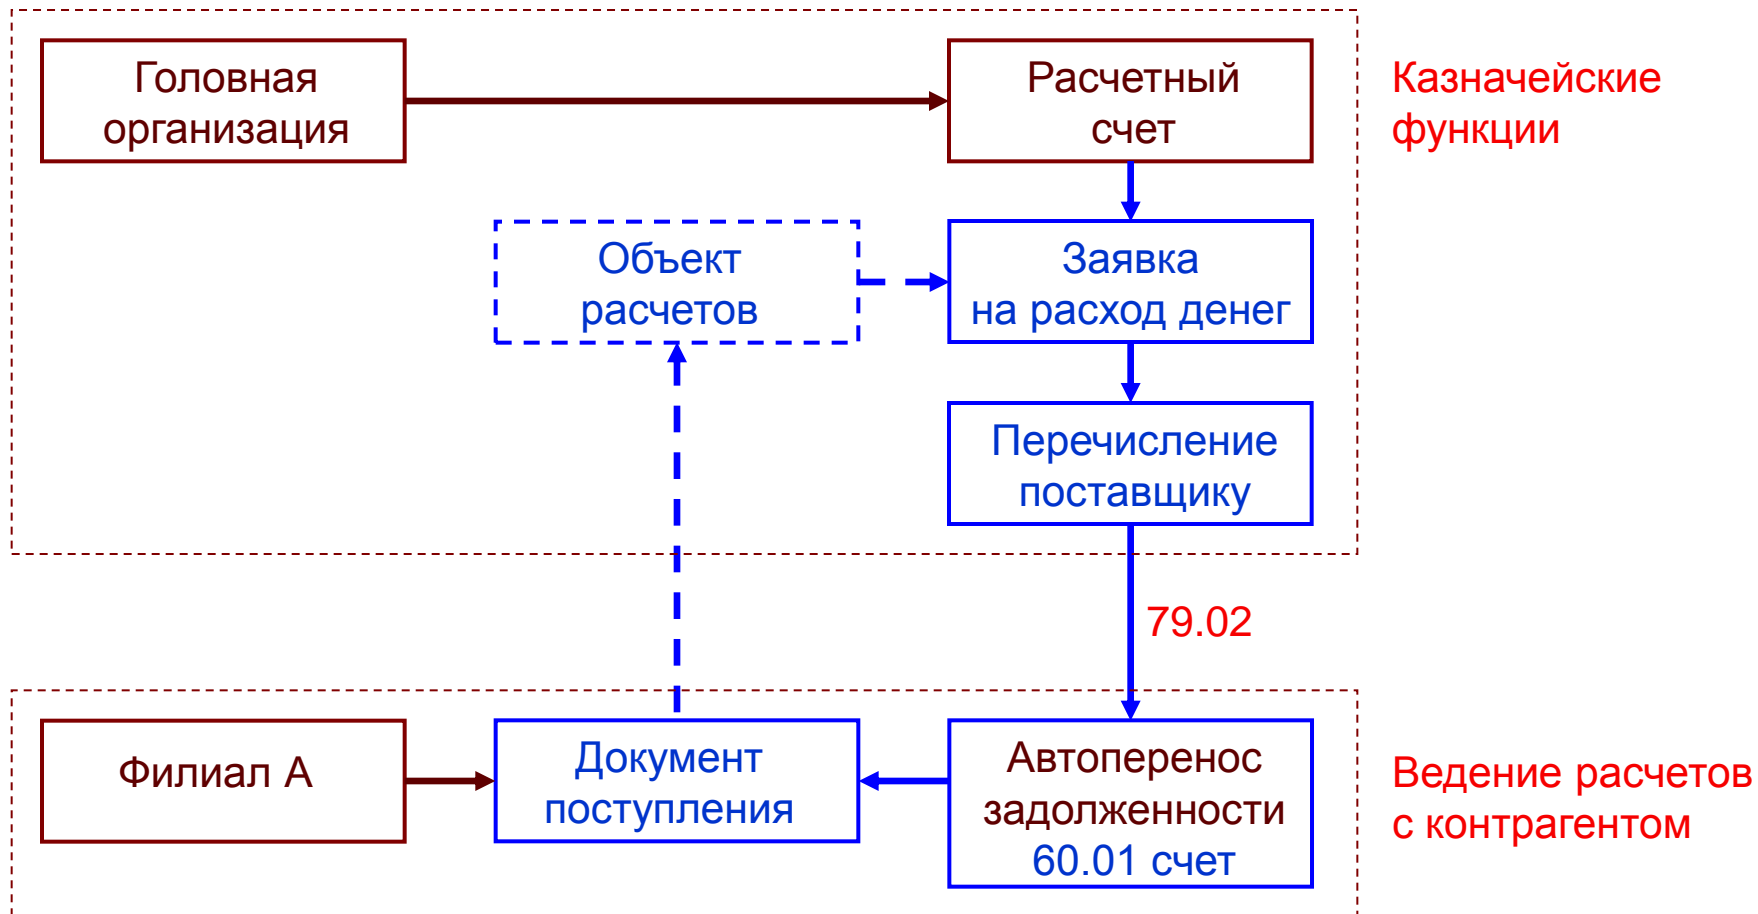 Головная
организация
Расчетный
счет
Казначейские
функции
Объект
расчетов
Заявка
на расход денег
Перечисление
поставщику
79.02
Филиал А
Документ
поступления
Автоперенос
задолженности
60.01 счет
Ведение расчетов
с контрагентом